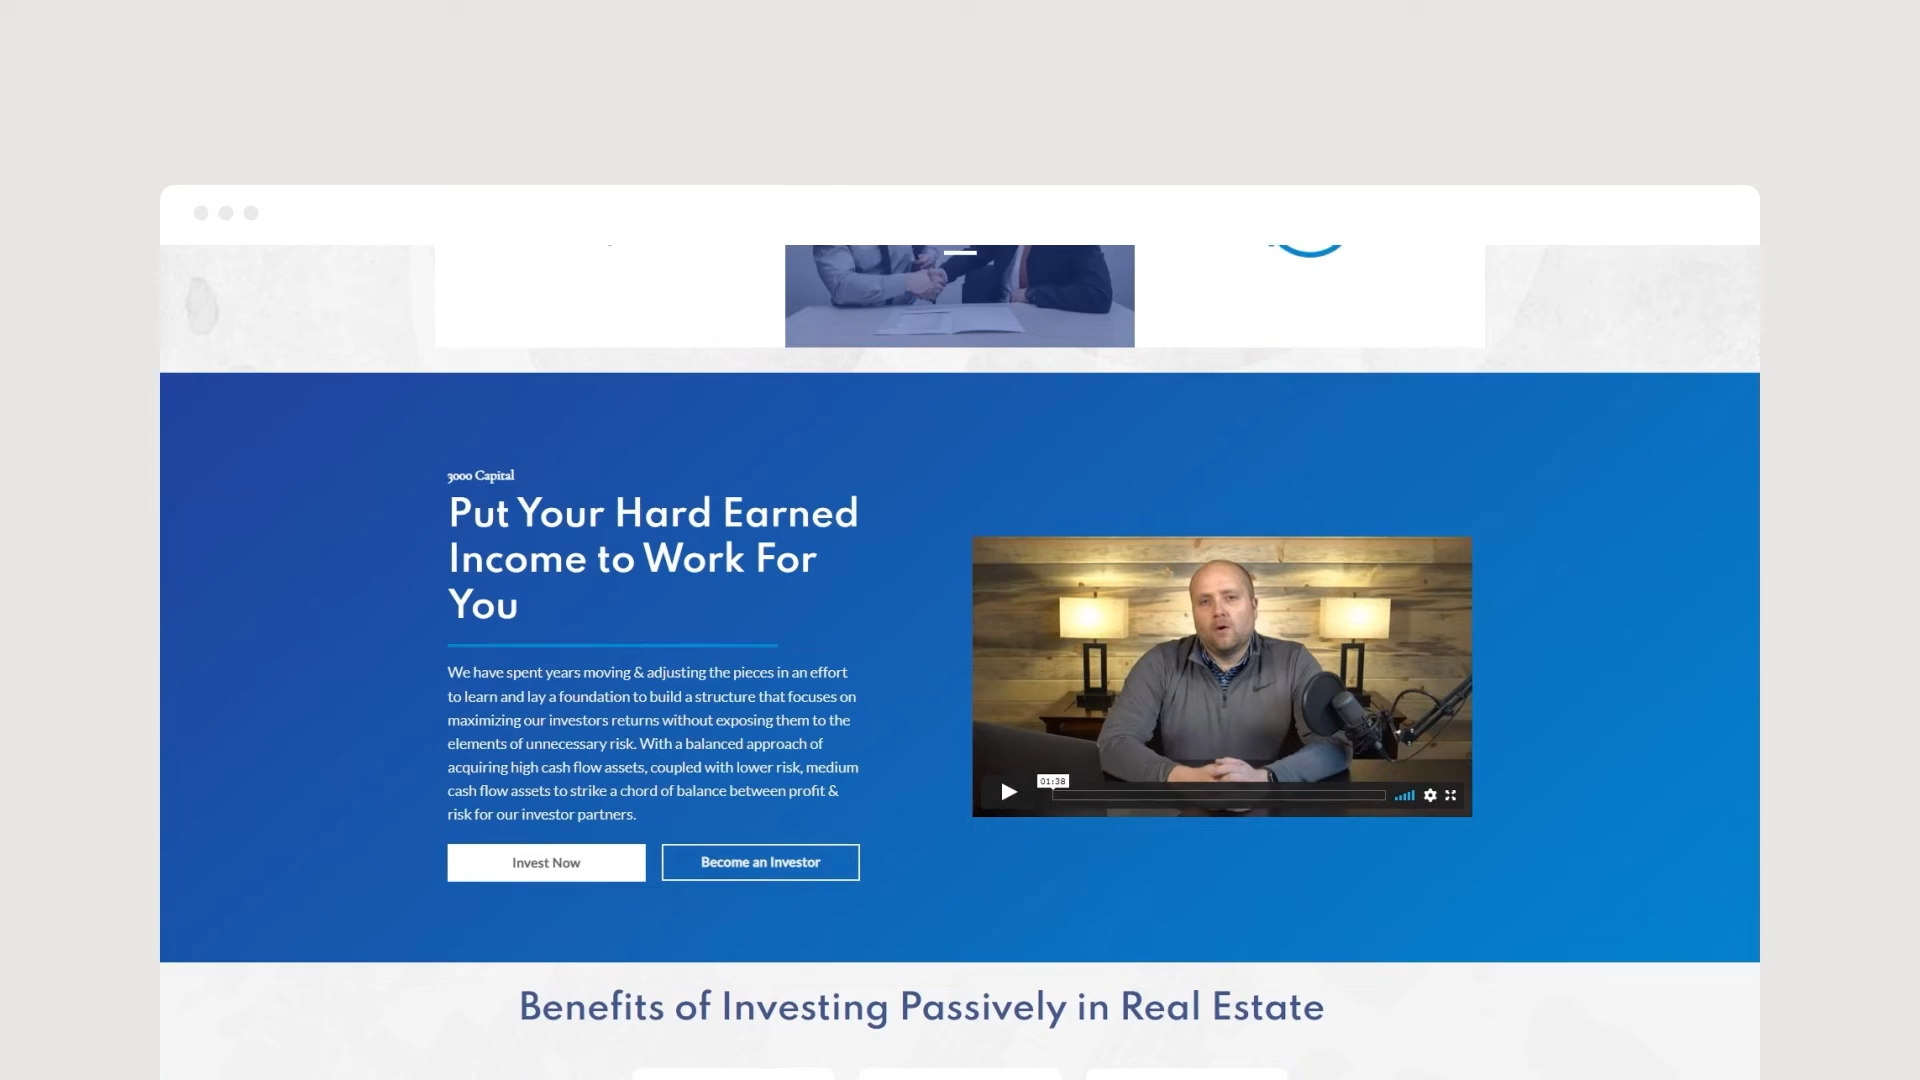 3000 Capital
Put Your Hard Earned
Income to Work For
You
We have spent years moving & adjusting the pieces in an effort
to learn and lay a foundation to build a structure that focuses on
maximizing our investors returns without exposing them to the
elements of unnecessary risk. With a balanced approach of
acquiring high cash flow assets, coupled with lower risk, medium
cash flow assets to strike a chord of balance between profit &
risk for our investor partners.
Invest Now
Become an Investor
01:38
Benefits of Investing Passively in Real Estate